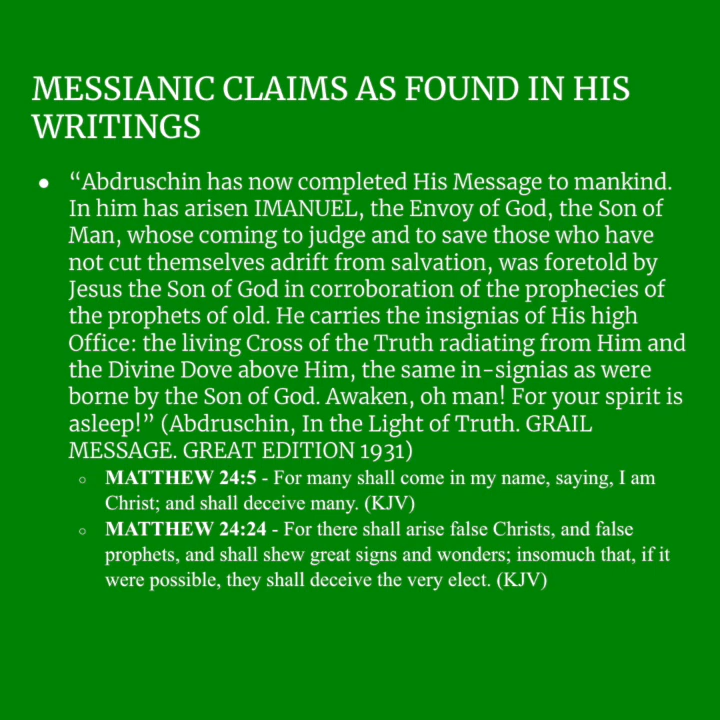 MESSIANIC CLAIMS AS FOUND IN HIS
WRITINGS
● “Abdruschin has now completed His Message to mankind.
In him has arisen IMANUEL, the Envoy of God, the Son of
Man, whose coming to judge and to save those who have
not cut themselves adrift from salvation, was foretold by
Jesus the Son of God in corroboration of the prophecies of
the prophets of old. He carries the insignias of His high
Office: the living Cross of the Truth radiating from Him and
the Divine Dove above Him, the same in-signias as were
borne by the Son of God. Awaken, oh man! For your spirit is
asleep!” (Abdruschin, In the Light of Truth. GRAIL
MESSAGE. GREAT EDITION 1931)
○ MATTHEW 24:5 - For many shall come in my name, saying, I am
Christ; and shall deceive many. (KJV)
○ MATTHEW 24:24 - For there shall arise false Christs, and false
prophets, and shall shew great signs and wonders; insomuch that, if it
were possible, they shall deceive the very elect. (KJV)